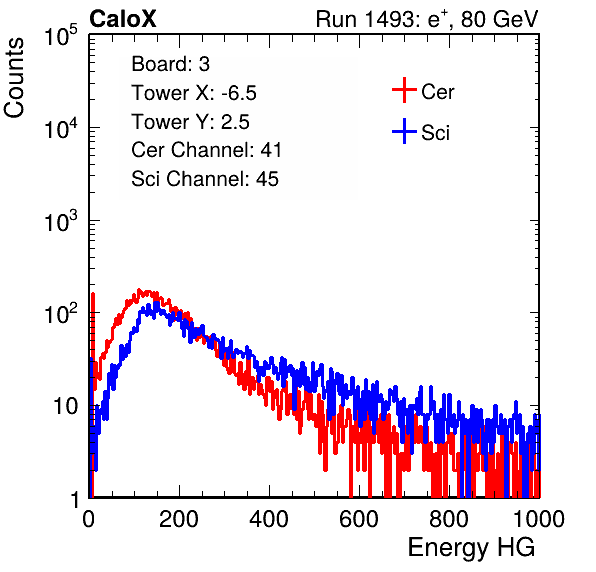 CaloX Run 1493: e⁺, 80 GeV
Counts
10⁵
10⁴
10³
10²
10
1
Board: 3
Tower X: -6.5
Tower Y: 2.5
Cer Channel: 41
Sci Channel: 45
Cer
Sci
0 200 400 600 800 1000
Energy HG